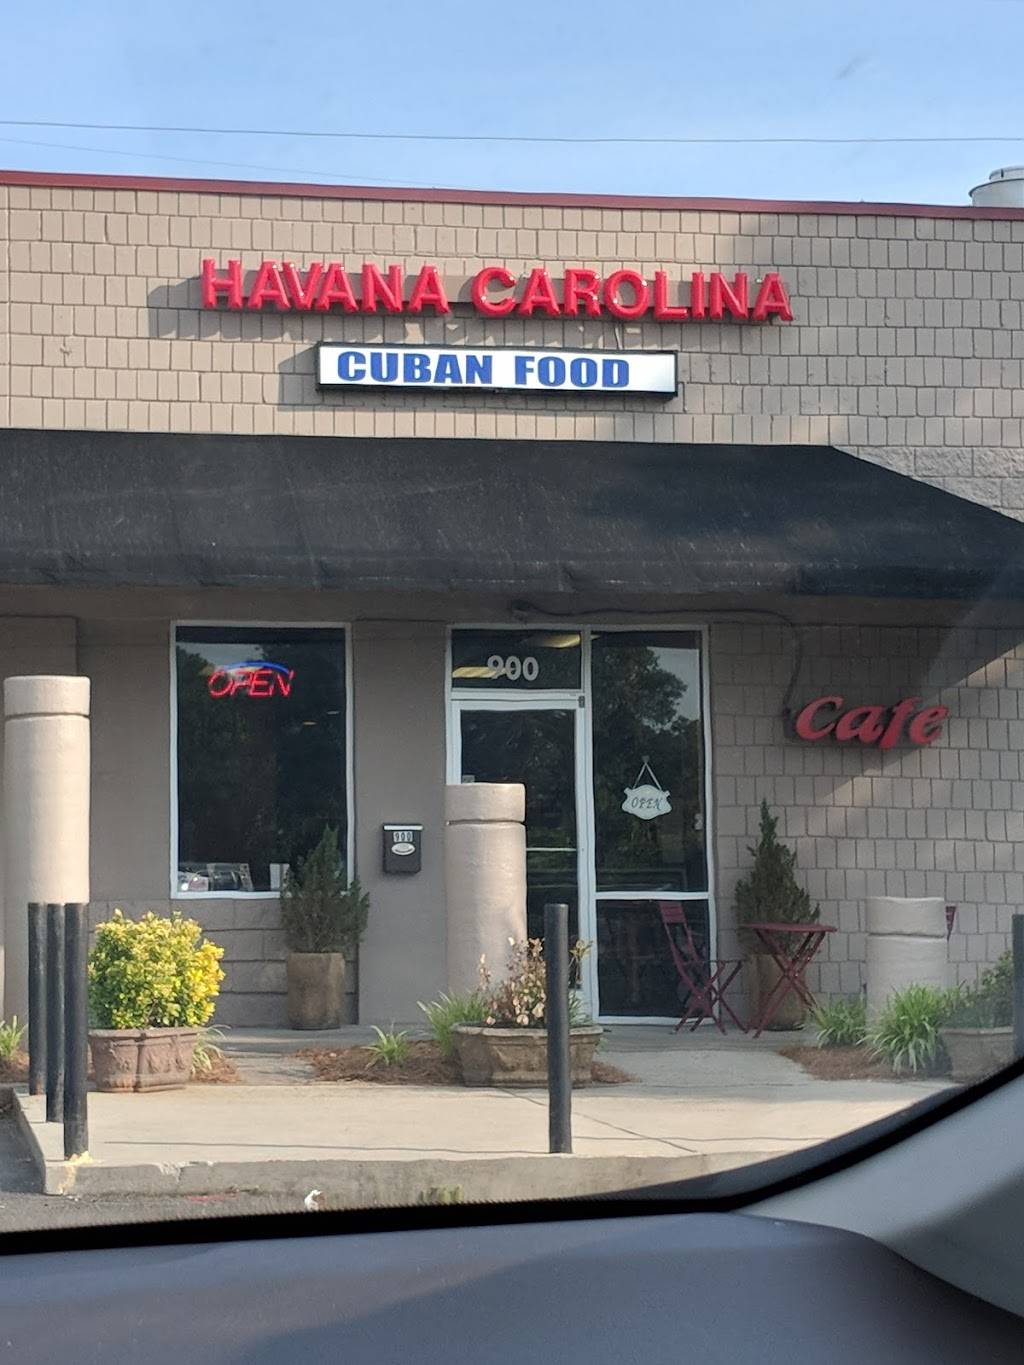 HAVANA CAROLINA
CUBAN FOOD
OPEN
900
Cafe
OPEN
900